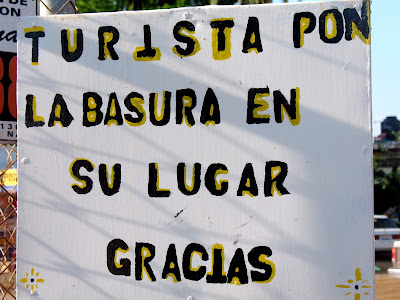 TURISTA PON
LA BASURA EN
SU LUGAR
GRACIAS